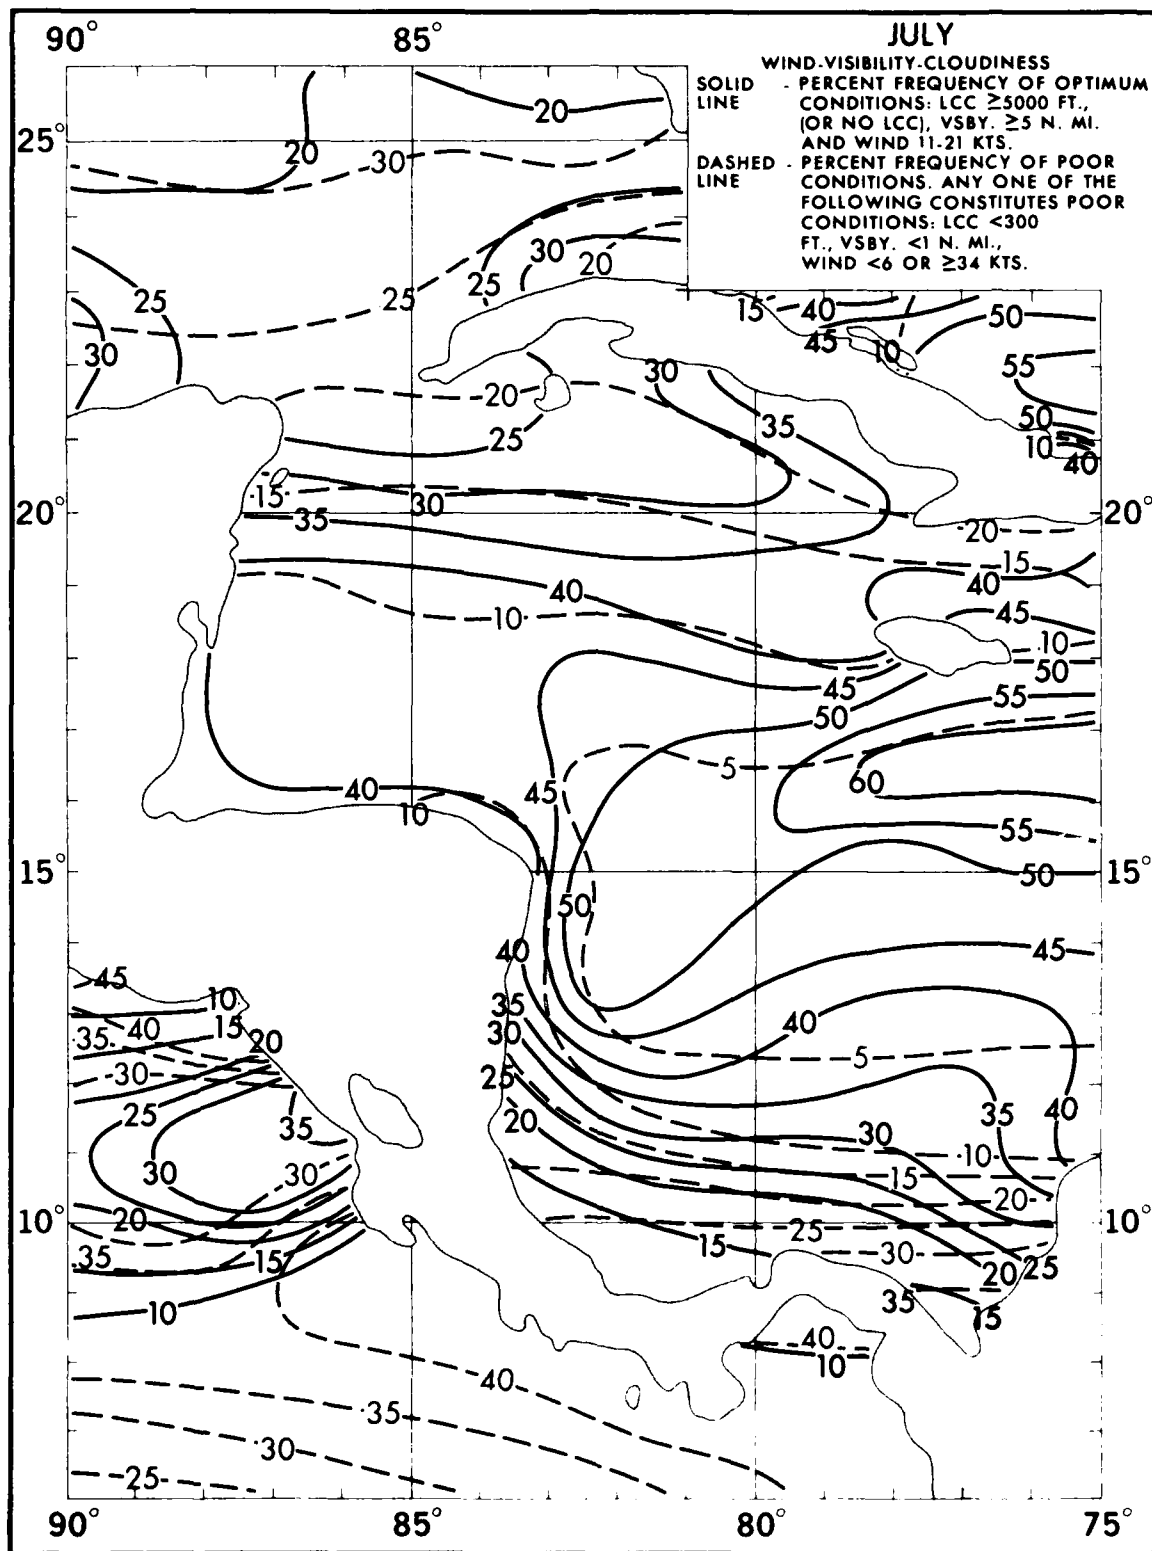 90° 85° JULY
WIND-VISIBILITY-CLOUDINESS
SOLID LINE - PERCENT FREQUENCY OF OPTIMUM
CONDITIONS: LCC ≥5000 FT.,
(OR NO LCC), VSBY. ≥5 N. MI.
AND WIND 11-21 KTS.
DASHED LINE - PERCENT FREQUENCY OF POOR
CONDITIONS. ANY ONE OF THE
FOLLOWING CONSTITUTES POOR
CONDITIONS: LCC <300
FT., VSBY. <1 N. MI.,
WIND <6 OR ≥34 KTS.
20
25°
20 30
30
20
25 25 25
15 40 50
45 10
30
30 55
20 35 50
25 10 40
15 30
20° 35 20 20°
15
40 40
10 45
10
45 50
50 55
5
40 45 60
10
55
15° 50 15°
50
40 45
45
10 35
40 15 30 40
35 20 5
30 25
25 20 35 40
35 30
30 30 10
15
20 20
10° 25 10°
35 15 15 30
20 25
10 35 15
40
10
40
35
30
25
90° 85° 80° 75°